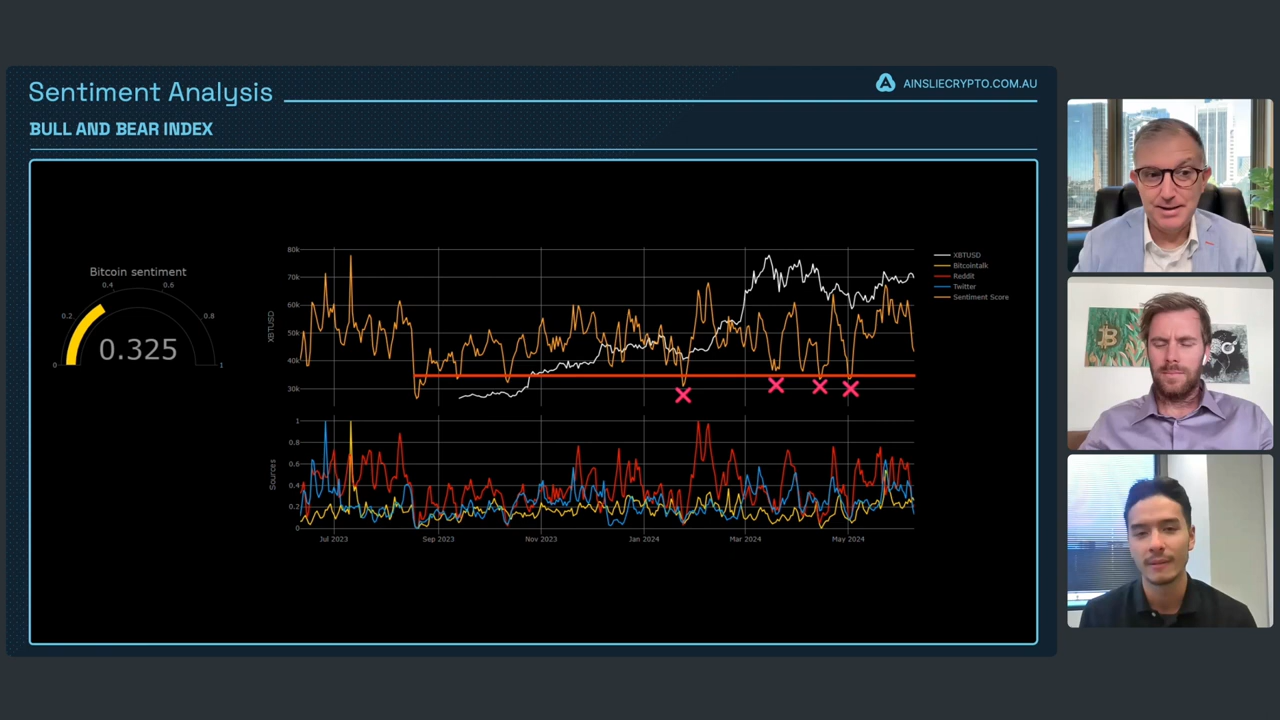 Sentiment Analysis
AINSLIECRYPTO.COM.AU
BULL AND BEAR INDEX
Bitcoin sentiment
0
0.2
0.4
0.6
0.8
1
0.325
XBTUSD
80k
70k
60k
50k
40k
30k
XBTUSD
Bitcointalk
Reddit
Twitter
Sentiment Score
Sources
1
0.8
0.6
0.4
0.2
0
Jul 2023
Sep 2023
Nov 2023
Jan 2024
Mar 2024
May 2024